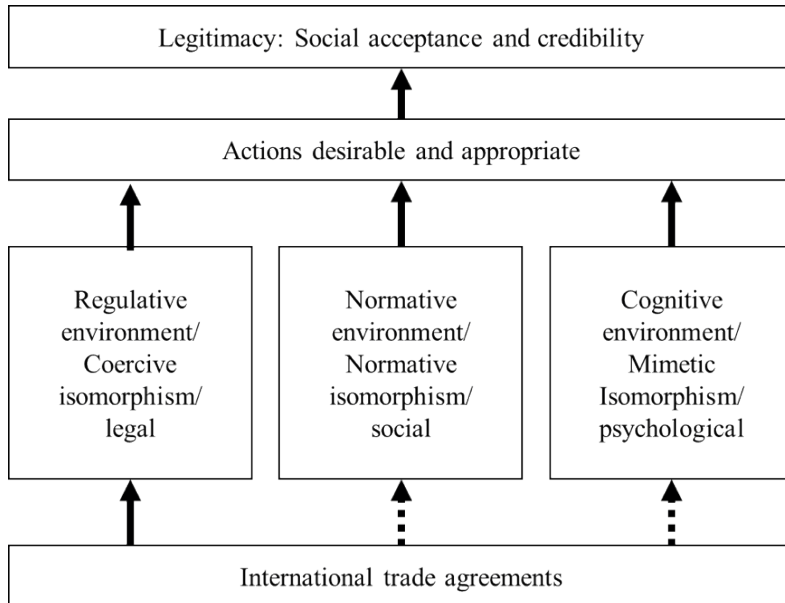 Legitimacy: Social acceptance and credibility
Actions desirable and appropriate
Regulative
environment/
Coercive
isomorphism/
legal
Normative
environment/
Normative
isomorphism/
social
Cognitive
environment/
Mimetic
Isomorphism/
psychological
International trade agreements